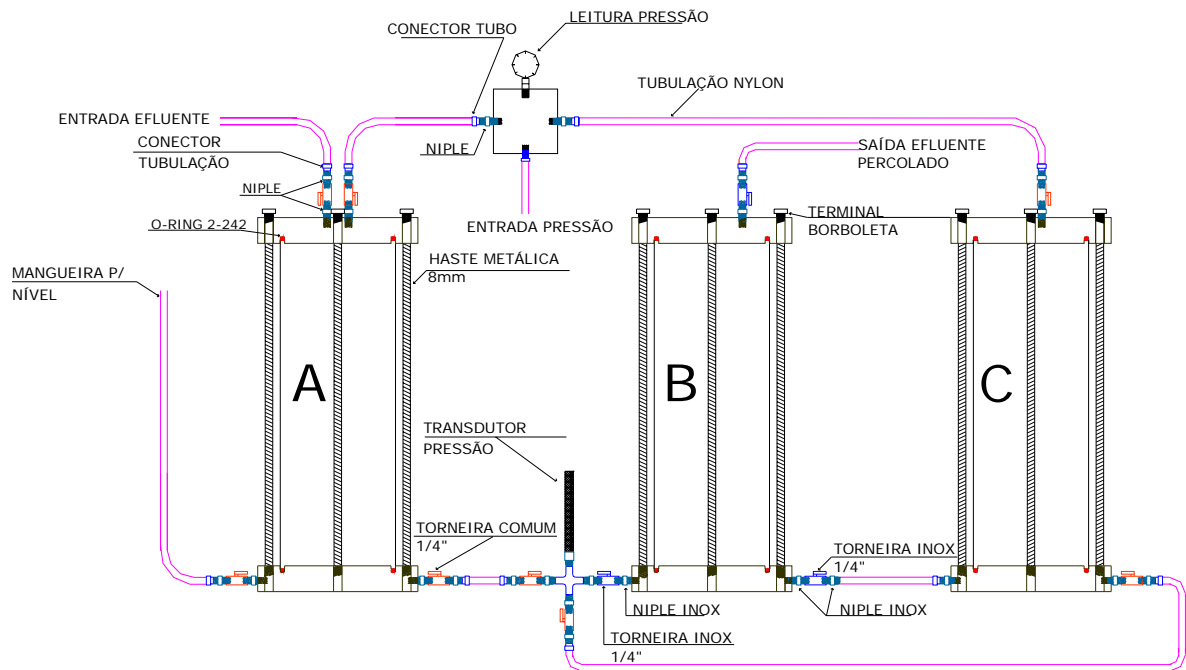 LEITURA PRESSÃO
CONECTOR TUBO
TUBULAÇÃO NYLON
ENTRADA EFLUENTE
CONECTOR
TUBULAÇÃO
NIPLE
SAÍDA EFLUENTE
PERCOLADO
NIPLE
O-RING 2-242
ENTRADA PRESSÃO
TERMINAL
BORBOLETA
MANGUEIRA P/
NÍVEL
HASTE METÁLICA
8mm
A
B
C
TRANSDUTOR
PRESSÃO
TORNEIRA COMUM
1/4"
TORNEIRA INOX
1/4"
NIPLE INOX
NIPLE INOX
TORNEIRA INOX
1/4"